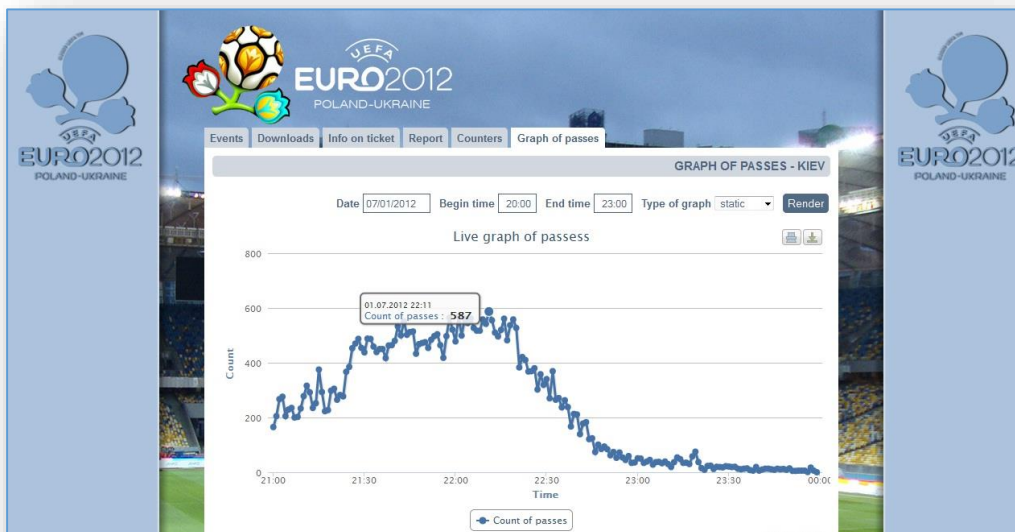 UEFA
EURO2012
POLAND-UKRAINE
UEFA
EURO2012
POLAND-UKRAINE
UEFA
EURO2012
POLAND-UKRAINE
Events Downloads Info on ticket Report Counters Graph of passes
GRAPH OF PASSES - KIEV
Date 07/01/2012 Begin time 20:00 End time 23:00 Type of graph static Render
Live graph of passess
800
600
400
200
0
Count
01.07.2012 22:11
Count of passes : 587
21:00 21:30 22:00 22:30 23:00 23:30 00:00
Time
Count of passes